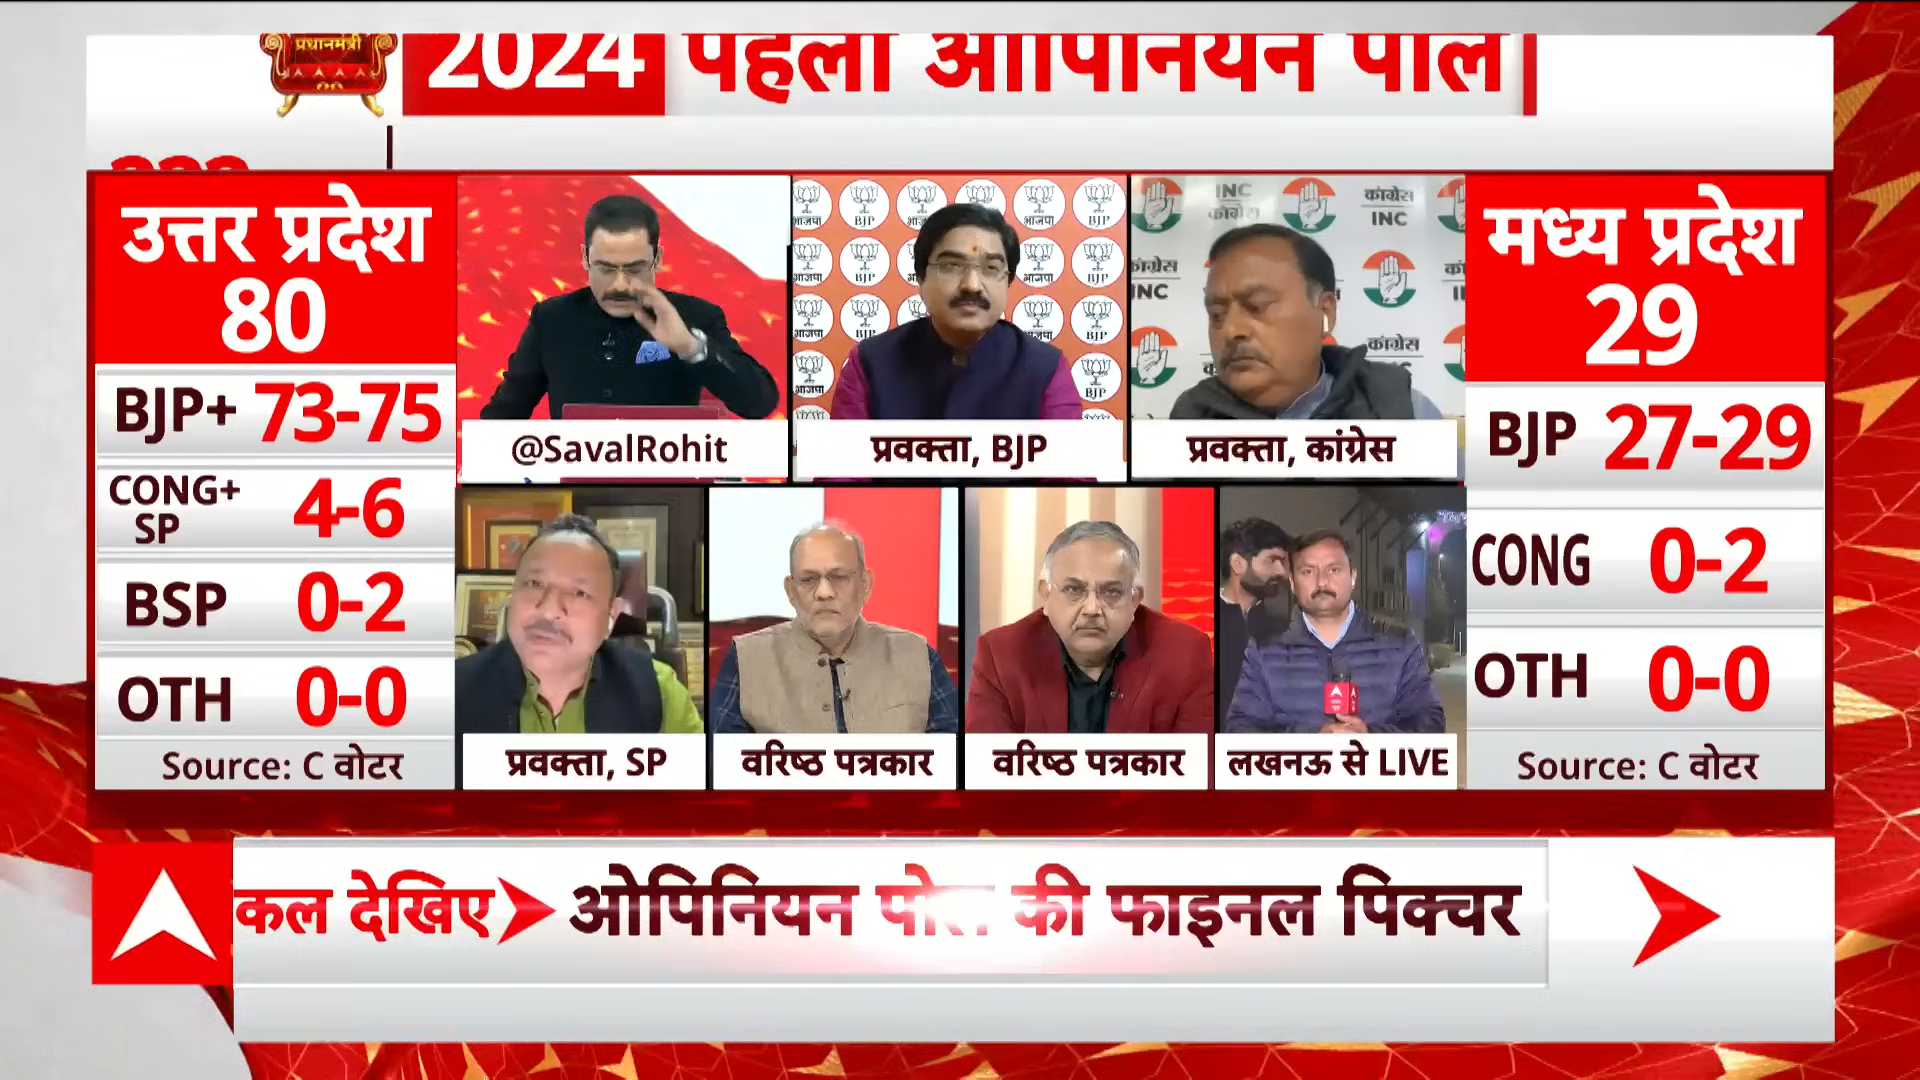 प्रधानमंत्री
2024 पहला ओपिनियन पोल
उत्तर प्रदेश
80
BJP+ 73-75
CONG+
SP 4-6
BSP 0-2
OTH 0-0
Source: C वोटर
@SavalRohit
प्रवक्ता, BJP
प्रवक्ता, कांग्रेस
प्रवक्ता, SP
वरिष्ठ पत्रकार
वरिष्ठ पत्रकार
लखनऊ से LIVE
मध्य प्रदेश
29
BJP 27-29
CONG 0-2
OTH 0-0
Source: C वोटर
भाजपा
BJP
INC
कांग्रेस
कांग्रेस
INC
कल देखिए
ओपिनियन पोल की फाइनल पिक्चर